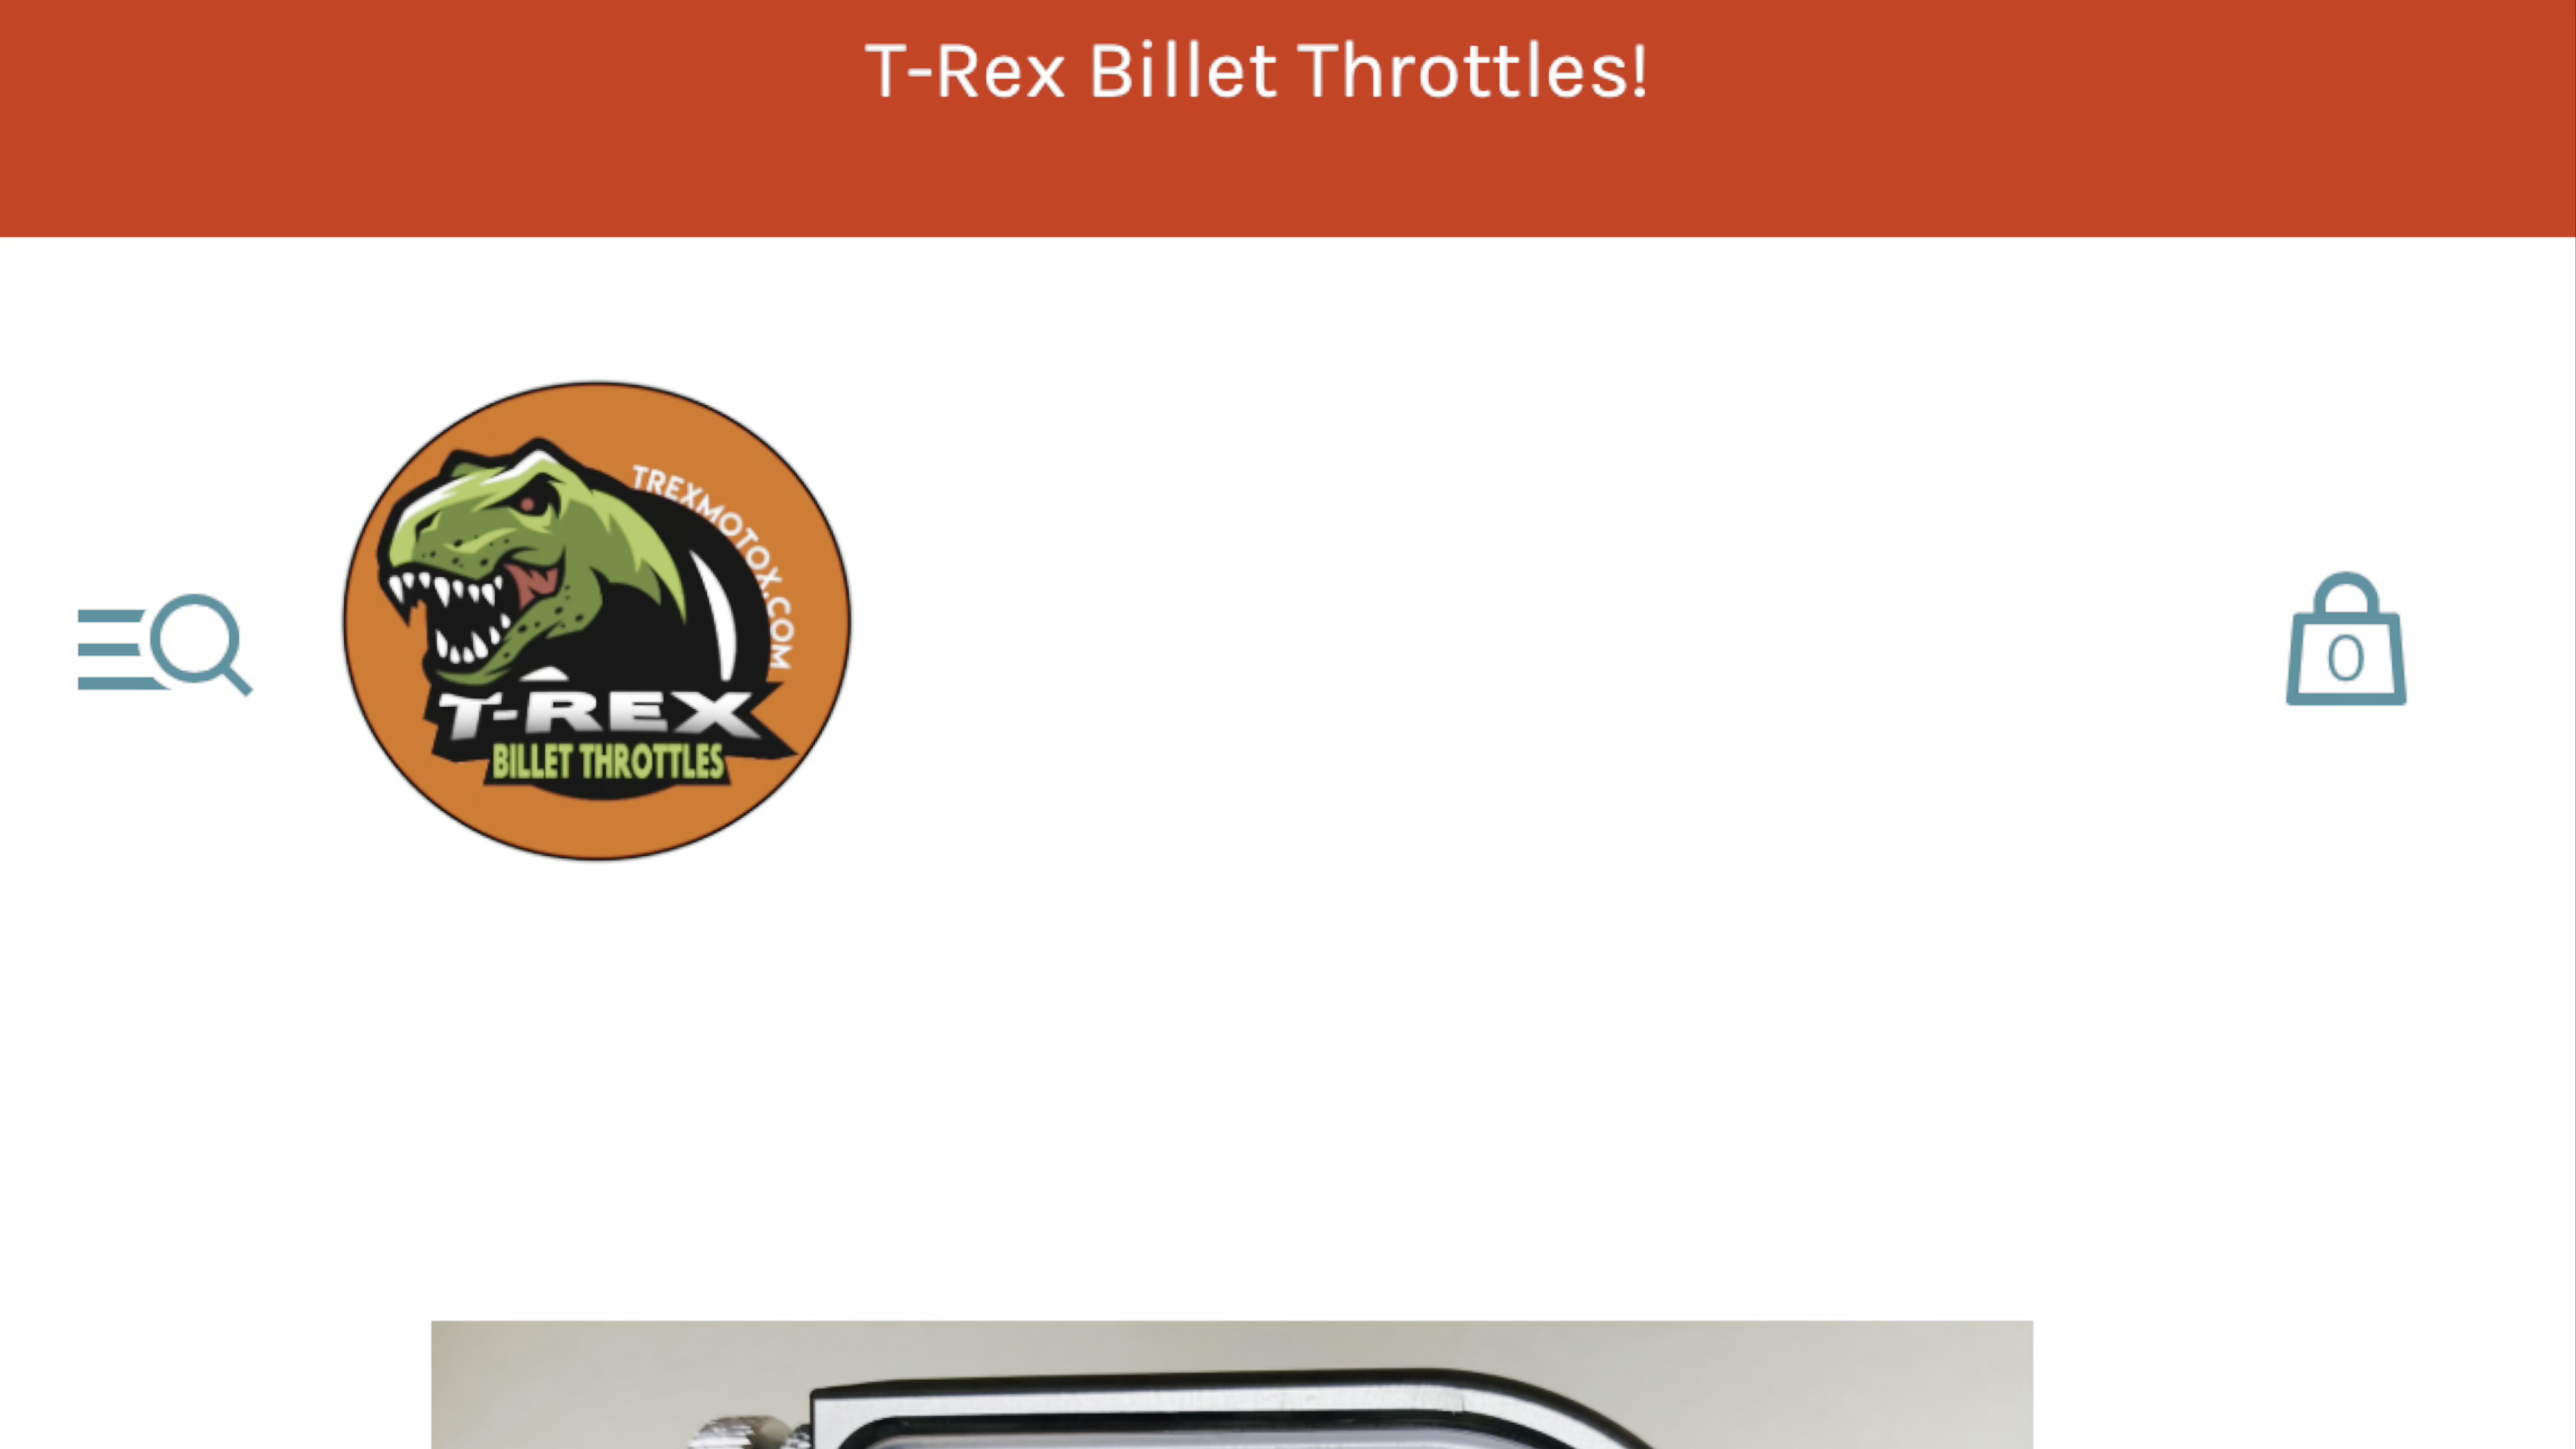 T-Rex Billet Throttles!
TREXMOTOX.COM
T-REX
BILLET THROTTLES
0